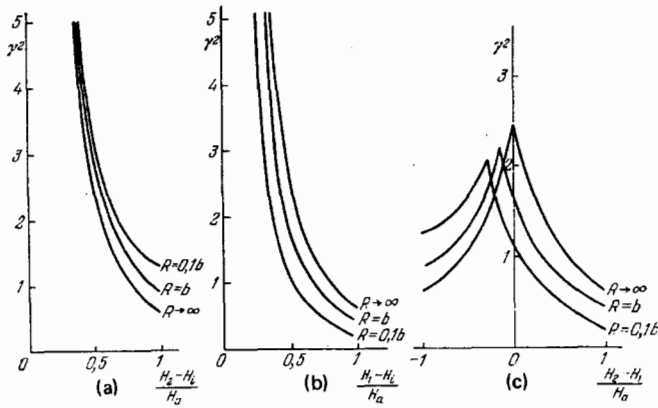 5
γ²
4
3
2
1
0
0,5
1
R=0,1b
R=b
R→∞
(a)
H₂−Hᵢ
5
γ²
4
3
2
1
0
0,5
1
R→∞
R=b
R=0,1b
(b)
H₁−Hᵢ
Hₐ
γ²
3
2
1
-1
0
1
R→∞
R=b
R=0,1b
(c)
H₂−H₁
Hₐ